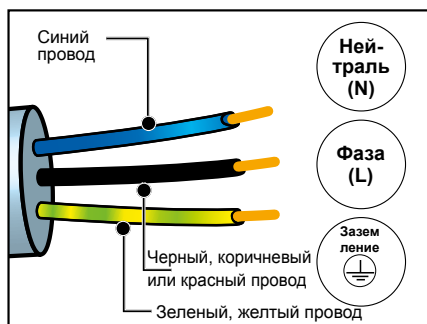 Синий
провод
Ней-
траль
(N)
Фаза
(L)
Зазем
ление
Черный, коричневый
или красный провод
Зеленый, желтый провод